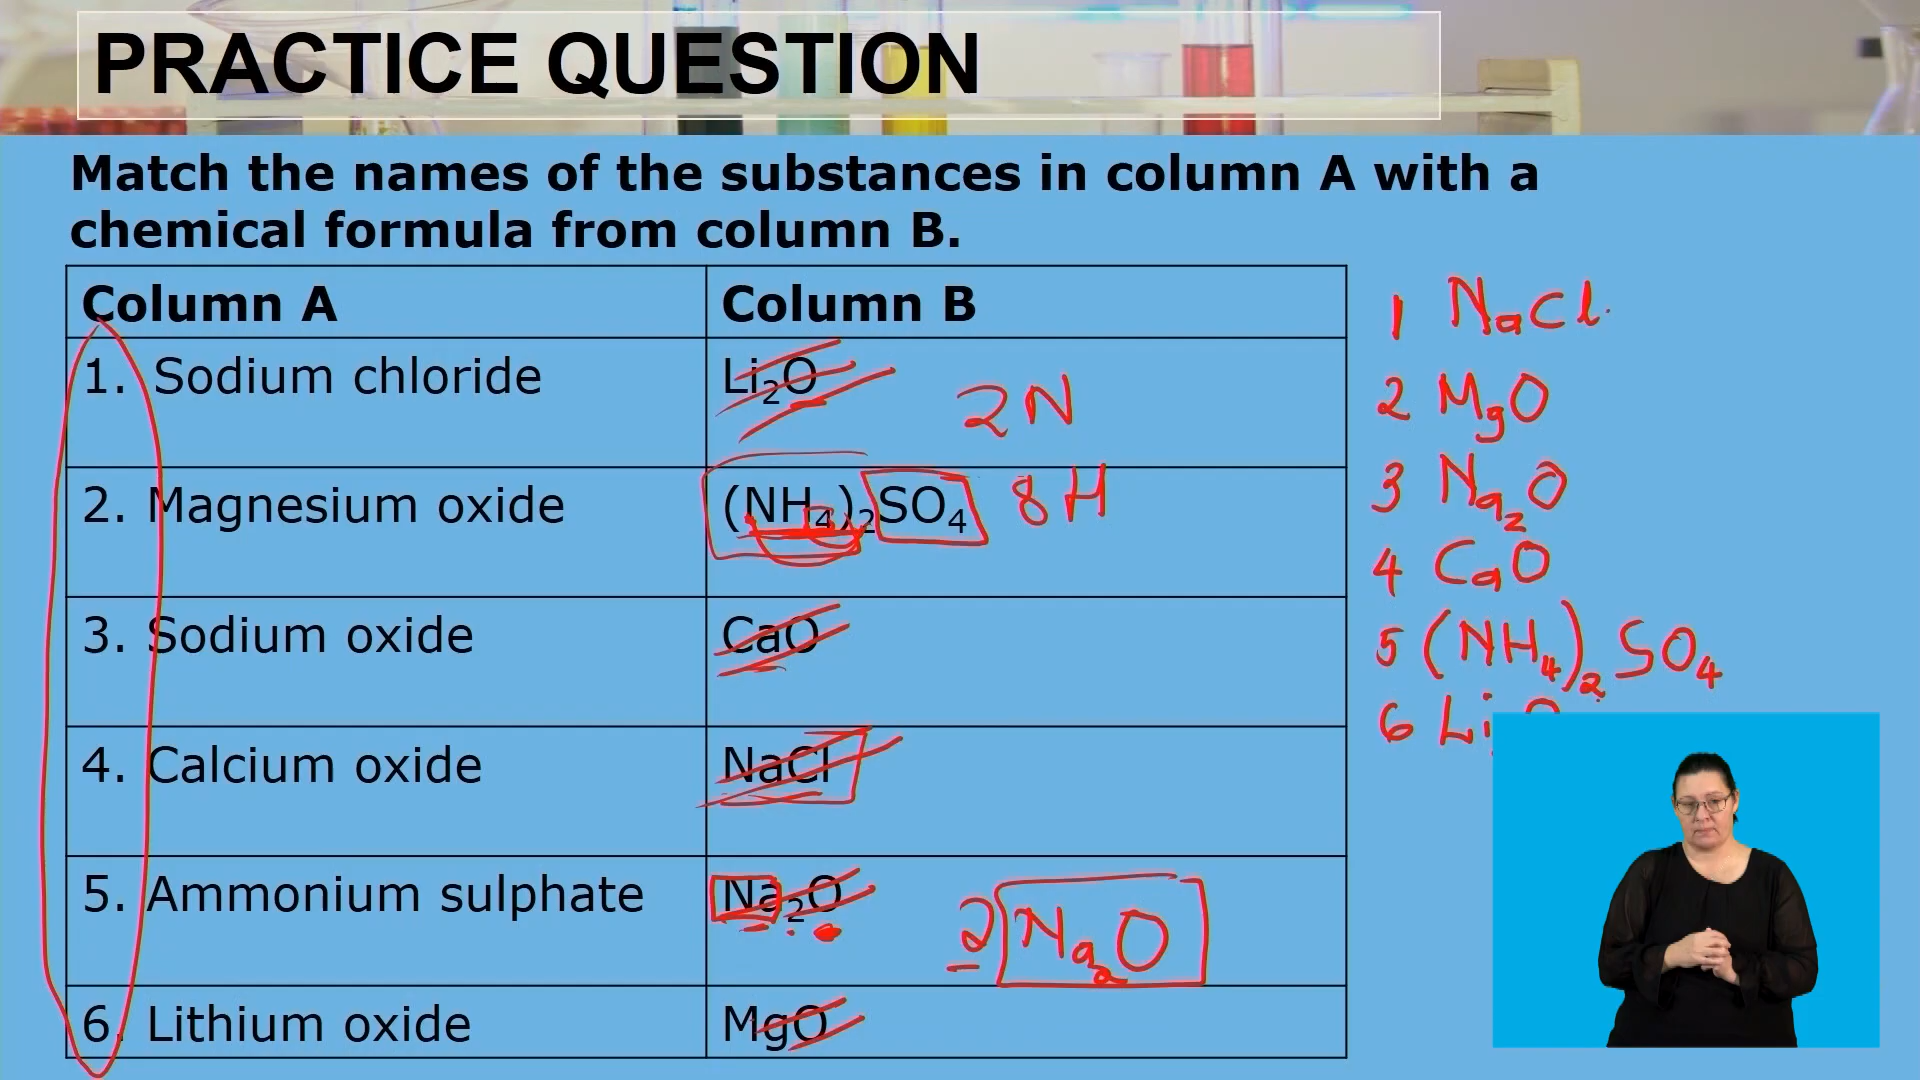 PRACTICE QUESTION
Match the names of the substances in column A with a
chemical formula from column B.
Column A Column B
1. Sodium chloride Li₂O 2N
2. Magnesium oxide (NH₄)₂SO₄ 8H
3. Sodium oxide CaO
4. Calcium oxide NaCl
5. Ammonium sulphate Na₂O 2Na₂O
6. Lithium oxide MgO
1 NaCl
2 MgO
3 Na₂O
4 CaO
5 (NH₄)₂SO₄
6 Li